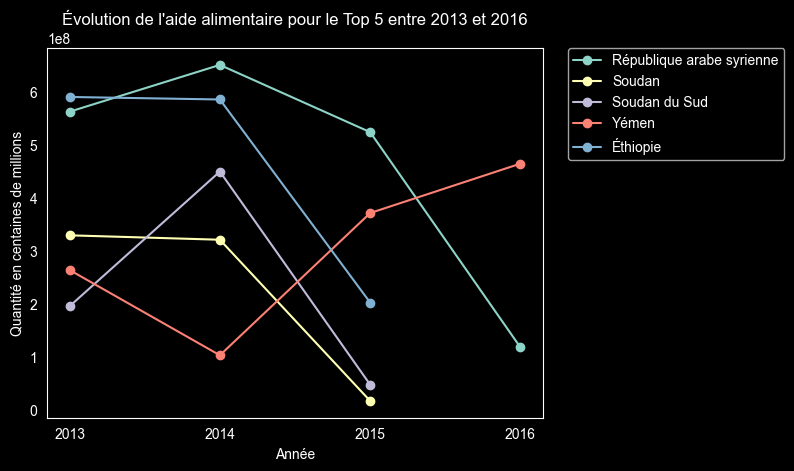 Évolution de l'aide alimentaire pour le Top 5 entre 2013 et 2016
1e8
6
5
4
3
2
1
0
Quantité en centaines de millions
2013 2014 2015 2016
Année
République arabe syrienne
Soudan
Soudan du Sud
Yémen
Éthiopie